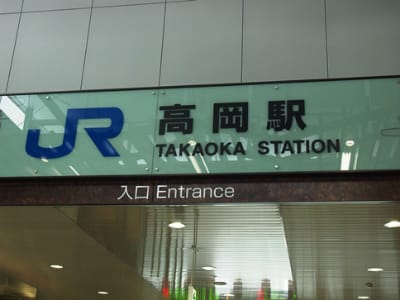 JR 高岡駅
TAKAOKA STATION
入口 Entrance